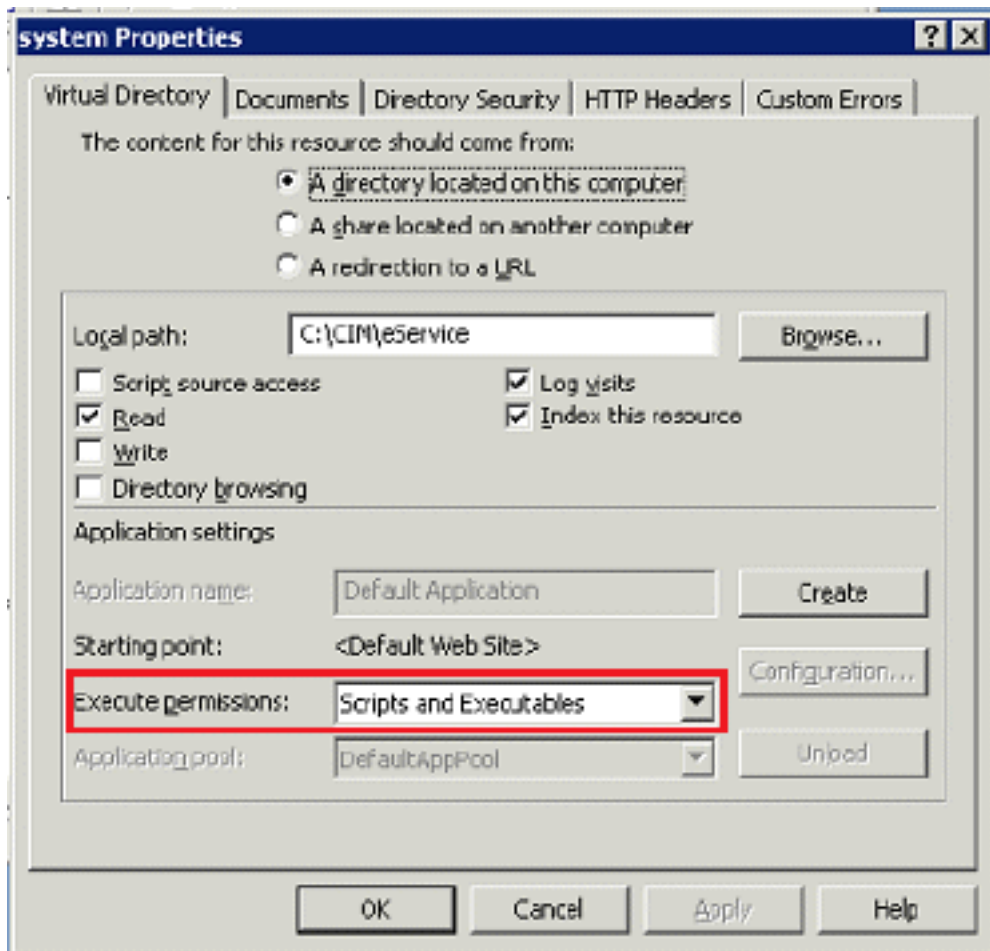 system Properties
Virtual Directory Documents Directory Security HTTP Headers Custom Errors
The content for this resource should come from:
A directory located on this computer
A share located on another computer
A redirection to a URL
Local path: C:\CIM\eService Browse...
Script source access Log visits
Read Index this resource
Write
Directory browsing
Application settings
Application name: Default Application Create
Starting point: <Default Web Site>
Configuration...
Execute permissions: Scripts and Executables
Application pool: DefaultAppPool Unload
OK Cancel Apply Help